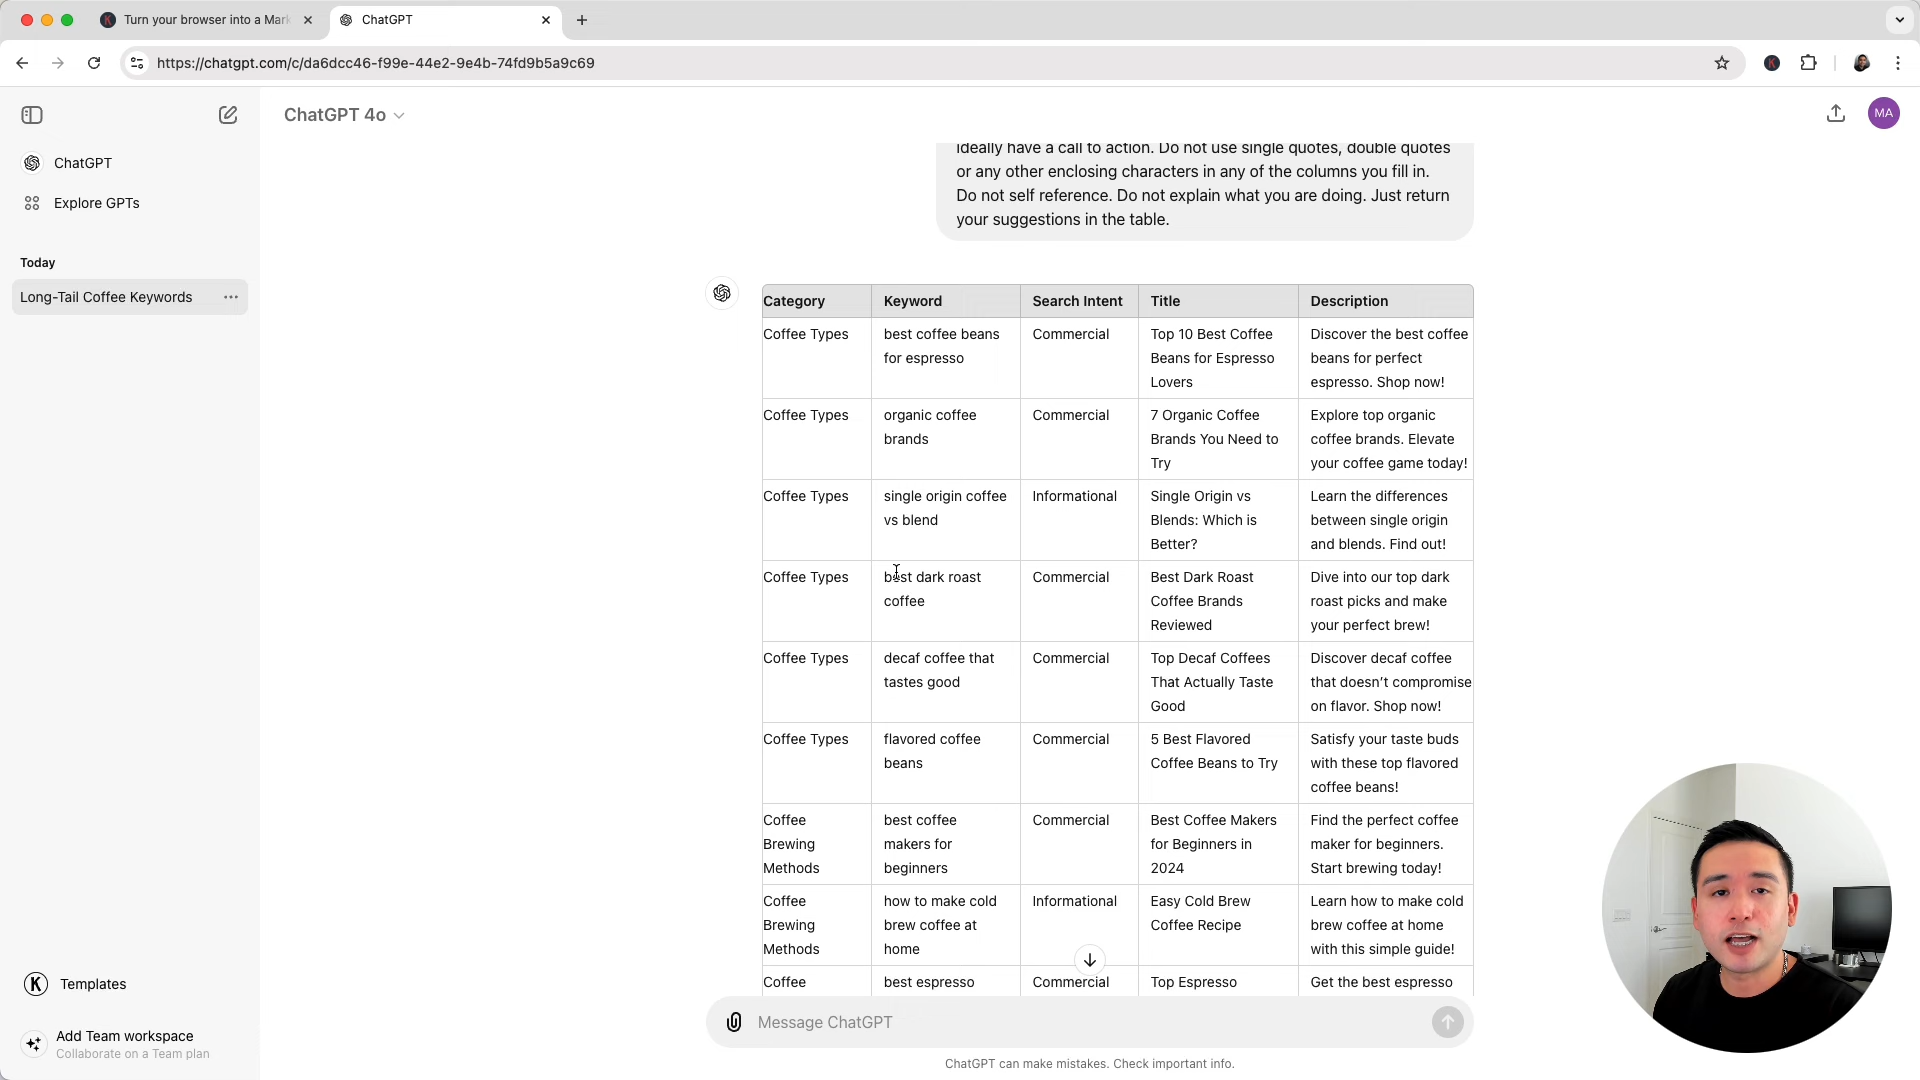 Turn your browser into a Mark
ChatGPT
https://chatgpt.com/c/da6dcc46-f99e-44e2-9e4b-74fd9b5a9c69
K
ChatGPT 4o
MA
ChatGPT
Explore GPTs
Today
Long-Tail Coffee Keywords
ideally have a call to action. Do not use single quotes, double quotes
or any other enclosing characters in any of the columns you fill in.
Do not self reference. Do not explain what you are doing. Just return
your suggestions in the table.
Category Keyword Search Intent Title Description
Coffee Types best coffee beans Commercial Top 10 Best Coffee Discover the best coffee
for espresso Beans for Espresso beans for perfect
Lovers espresso. Shop now!
Coffee Types organic coffee Commercial 7 Organic Coffee Explore top organic
brands Brands You Need to coffee brands. Elevate
Try your coffee game today!
Coffee Types single origin coffee Informational Single Origin vs Learn the differences
vs blend Blends: Which is between single origin
Better? and blends. Find out!
Coffee Types best dark roast Commercial Best Dark Roast Dive into our top dark
coffee Coffee Brands roast picks and make
Reviewed your perfect brew!
Coffee Types decaf coffee that Commercial Top Decaf Coffees Discover decaf coffee
tastes good That Actually Taste that doesn’t compromise
Good on flavor. Shop now!
Coffee Types flavored coffee Commercial 5 Best Flavored Satisfy your taste buds
beans Coffee Beans to Try with these top flavored
coffee beans!
Coffee best coffee Commercial Best Coffee Makers Find the perfect coffee
Brewing makers for for Beginners in maker for beginners.
Methods beginners 2024 Start brewing today!
Coffee how to make cold Informational Easy Cold Brew Learn how to make cold
Brewing brew coffee at Coffee Recipe brew coffee at home
Methods home with this simple guide!
Coffee best espresso Commercial Top Espresso Get the best espresso
K Templates
Add Team workspace
Collaborate on a Team plan
Message ChatGPT
ChatGPT can make mistakes. Check important info.